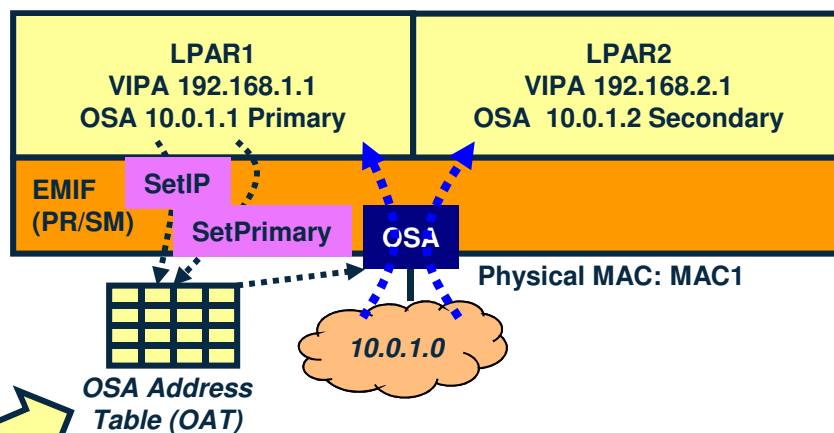 LPAR1
VIPA 192.168.1.1
OSA 10.0.1.1 Primary
LPAR2
VIPA 192.168.2.1
OSA 10.0.1.2 Secondary
EMIF
(PR/SM)
SetIP
SetPrimary
OSA
Physical MAC: MAC1
10.0.1.0
OSA Address
Table (OAT)